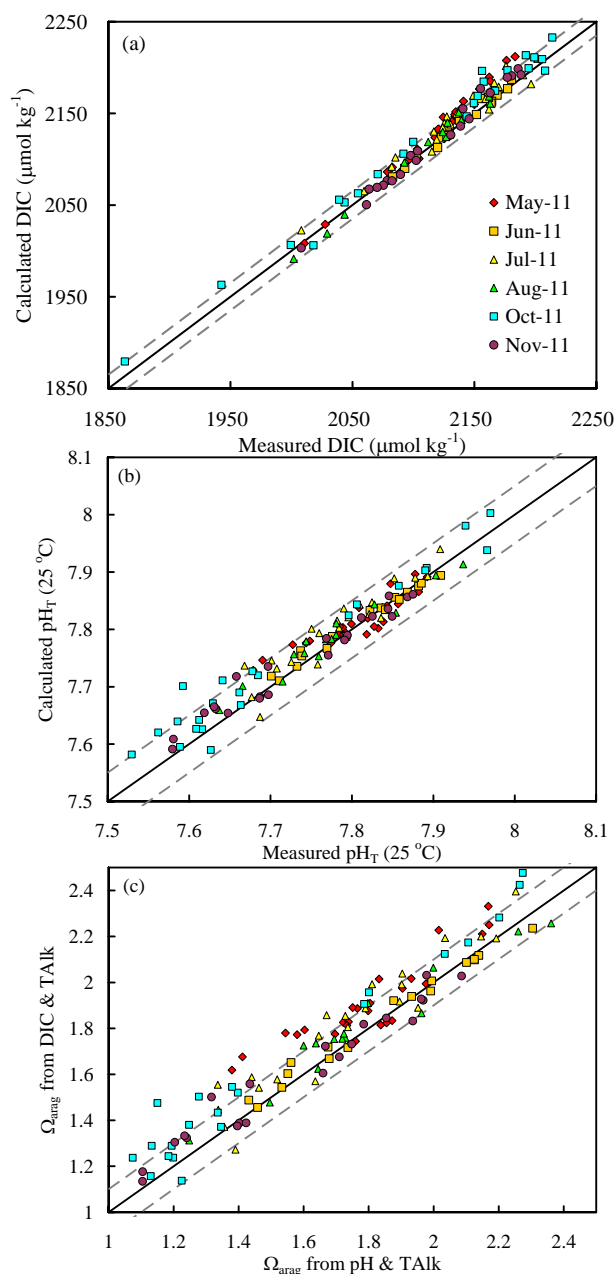 (a)
Calculated DIC (μmol kg⁻¹)
2250
2150
2050
1950
1850
May-11
Jun-11
Jul-11
Aug-11
Oct-11
Nov-11
1850 1950 2050 2150 2250
Measured DIC (μmol kg⁻¹)
(b)
Calculated pH_T (25 °C)
8.1
8
7.9
7.8
7.7
7.6
7.5
7.5 7.6 7.7 7.8 7.9 8 8.1
Measured pH_T (25 °C)
(c)
Ω_arag from DIC & TAlk
2.4
2.2
2
1.8
1.6
1.4
1.2
1
1 1.2 1.4 1.6 1.8 2 2.2 2.4
Ω_arag from pH & TAlk